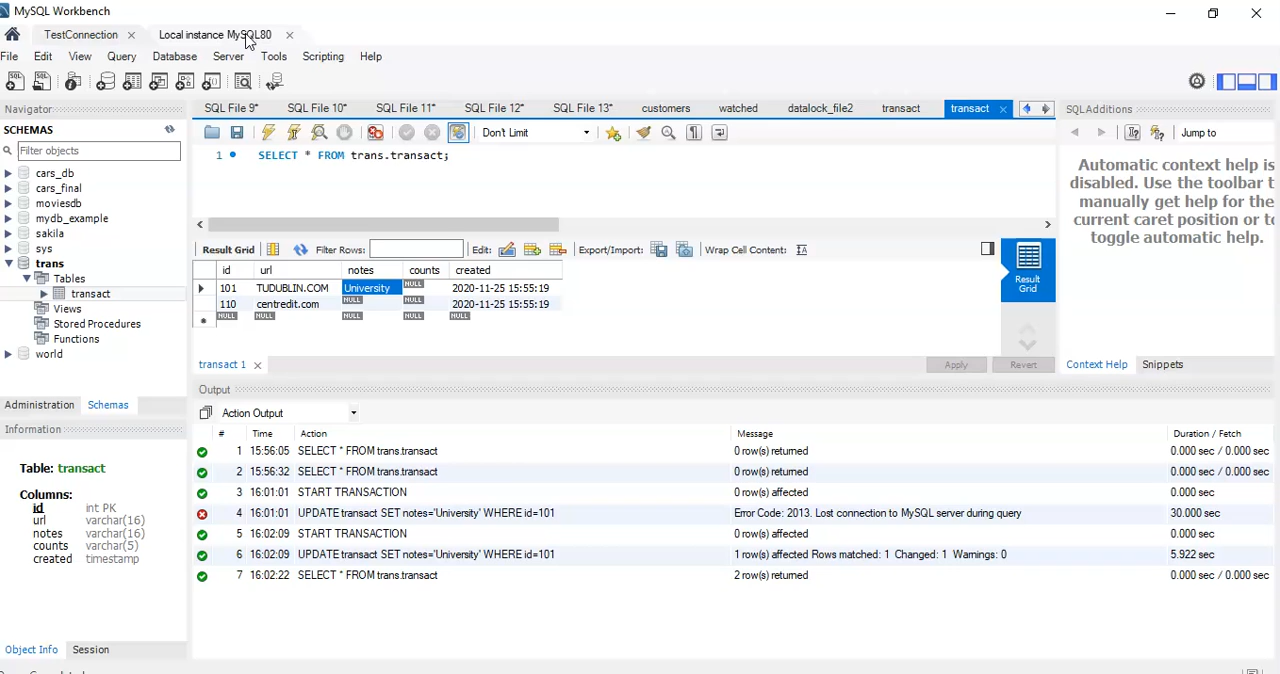 MySQL Workbench
TestConnection
Local instance MySQL80
File Edit View Query Database Server Tools Scripting Help
Navigator
SCHEMAS
Filter objects
cars_db
cars_final
moviesdb
mydb_example
sakila
sys
trans
Tables
transact
Views
Stored Procedures
Functions
world
Administration Schemas
Information
Table: transact
Columns:
id int PK
url varchar(16)
notes varchar(16)
counts varchar(5)
created timestamp
Object Info Session
SQL File 9* SQL File 10* SQL File 11* SQL File 12* SQL File 13* customers watched datalock_file2 transact transact
Don't Limit
1 SELECT * FROM trans.transact;
Result Grid Filter Rows: Edit: Export/Import: Wrap Cell Content:
id url notes counts created
101 TUDUBLIN.COM University NULL 2020-11-25 15:55:19
110 centredit.com NULL NULL 2020-11-25 15:55:19
NULL NULL NULL NULL NULL
Result
Grid
transact 1
Apply Revert
Output
Action Output
# Time Action Message Duration / Fetch
1 15:56:05 SELECT * FROM trans.transact 0 row(s) returned 0.000 sec / 0.000 sec
2 15:56:32 SELECT * FROM trans.transact 0 row(s) returned 0.000 sec / 0.000 sec
3 16:01:01 START TRANSACTION 0 row(s) affected 0.000 sec
4 16:01:01 UPDATE transact SET notes='University' WHERE id=101 Error Code: 2013. Lost connection to MySQL server during query 30.000 sec
5 16:02:09 START TRANSACTION 0 row(s) affected 0.000 sec
6 16:02:09 UPDATE transact SET notes='University' WHERE id=101 1 row(s) affected Rows matched: 1 Changed: 1 Warnings: 0 5.922 sec
7 16:02:22 SELECT * FROM trans.transact 2 row(s) returned 0.000 sec / 0.000 sec
SQLAdditions
Jump to
Automatic context help is
disabled. Use the toolbar t
manually get help for the
current caret position or to
toggle automatic help.
Context Help Snippets